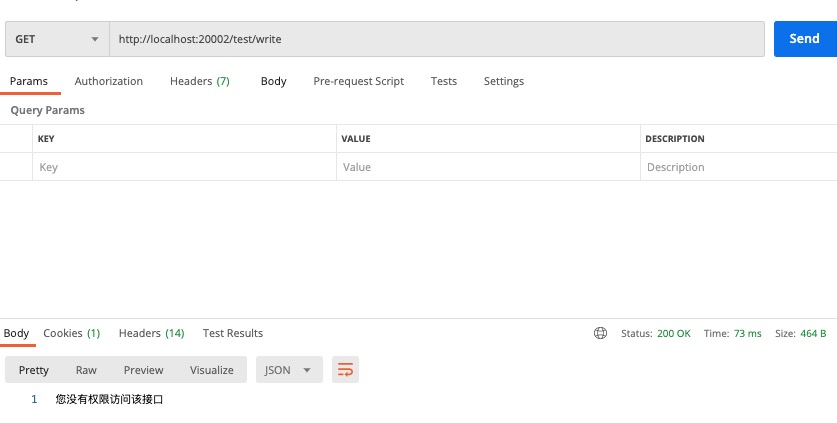 GET http://localhost:20002/test/write Send
Params Authorization Headers (7) Body Pre-request Script Tests Settings
Query Params
KEY VALUE DESCRIPTION
Key Value Description
Body Cookies (1) Headers (14) Test Results Status: 200 OK Time: 73 ms Size: 464 B
Pretty Raw Preview Visualize JSON
1 您没有权限访问该接口